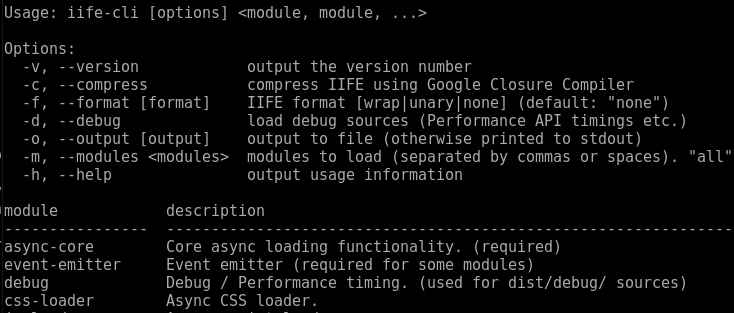 Usage: iife-cli [options] <module, module, ...>
Options:
-v, --version output the version number
-c, --compress compress IIFE using Google Closure Compiler
-f, --format [format] IIFE format [wrap|unary|none] (default: "none")
-d, --debug load debug sources (Performance API timings etc.)
-o, --output [output] output to file (otherwise printed to stdout)
-m, --modules <modules> modules to load (separated by commas or spaces). "all"
-h, --help output usage information
module description
---------------- ---------------------------------------------------------------
async-core Core async loading functionality. (required)
event-emitter Event emitter (required for some modules)
debug Debug / Performance timing. (used for dist/debug/ sources)
css-loader Async CSS loader.